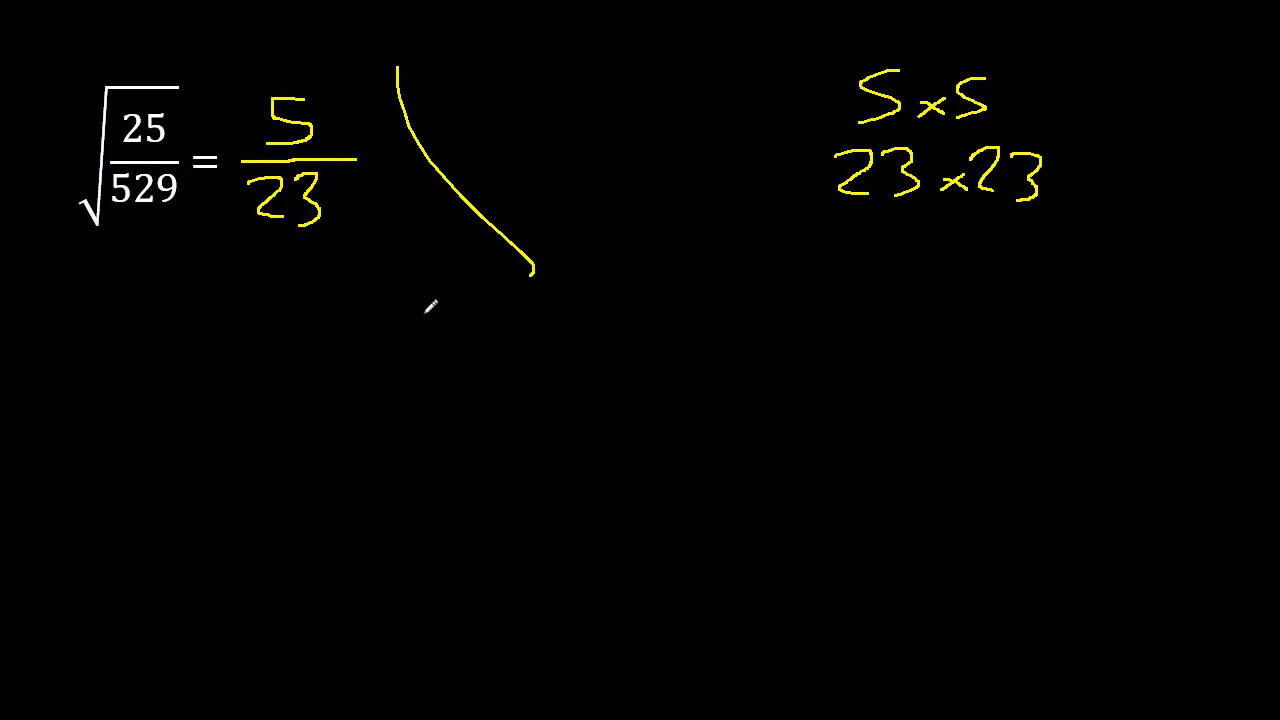 √25/529 = 5/23
5 x 5
23 x 23